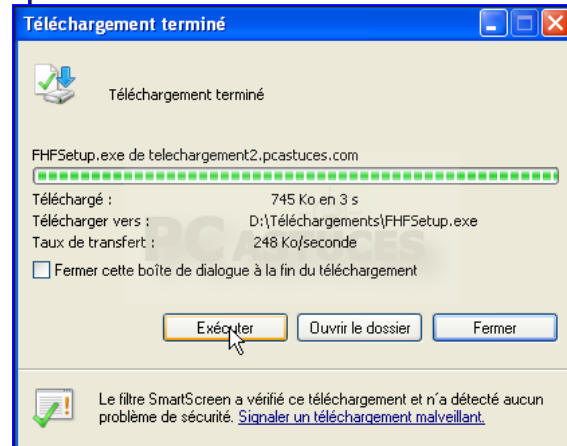 Téléchargement terminé
Téléchargement terminé
FHFSetup.exe de telechargement2.pcastuces.com
Téléchargé : 745 Ko en 3 s
Télécharger vers : D:\Téléchargements\FHFSetup.exe
Taux de transfert : 248 Ko/seconde
PC ASTUCES
Fermer cette boîte de dialogue à la fin du téléchargement
Exécuter Ouvrir le dossier Fermer
Le filtre SmartScreen a vérifié ce téléchargement et n´a détecté aucun
problème de sécurité. Signaler un téléchargement malveillant.